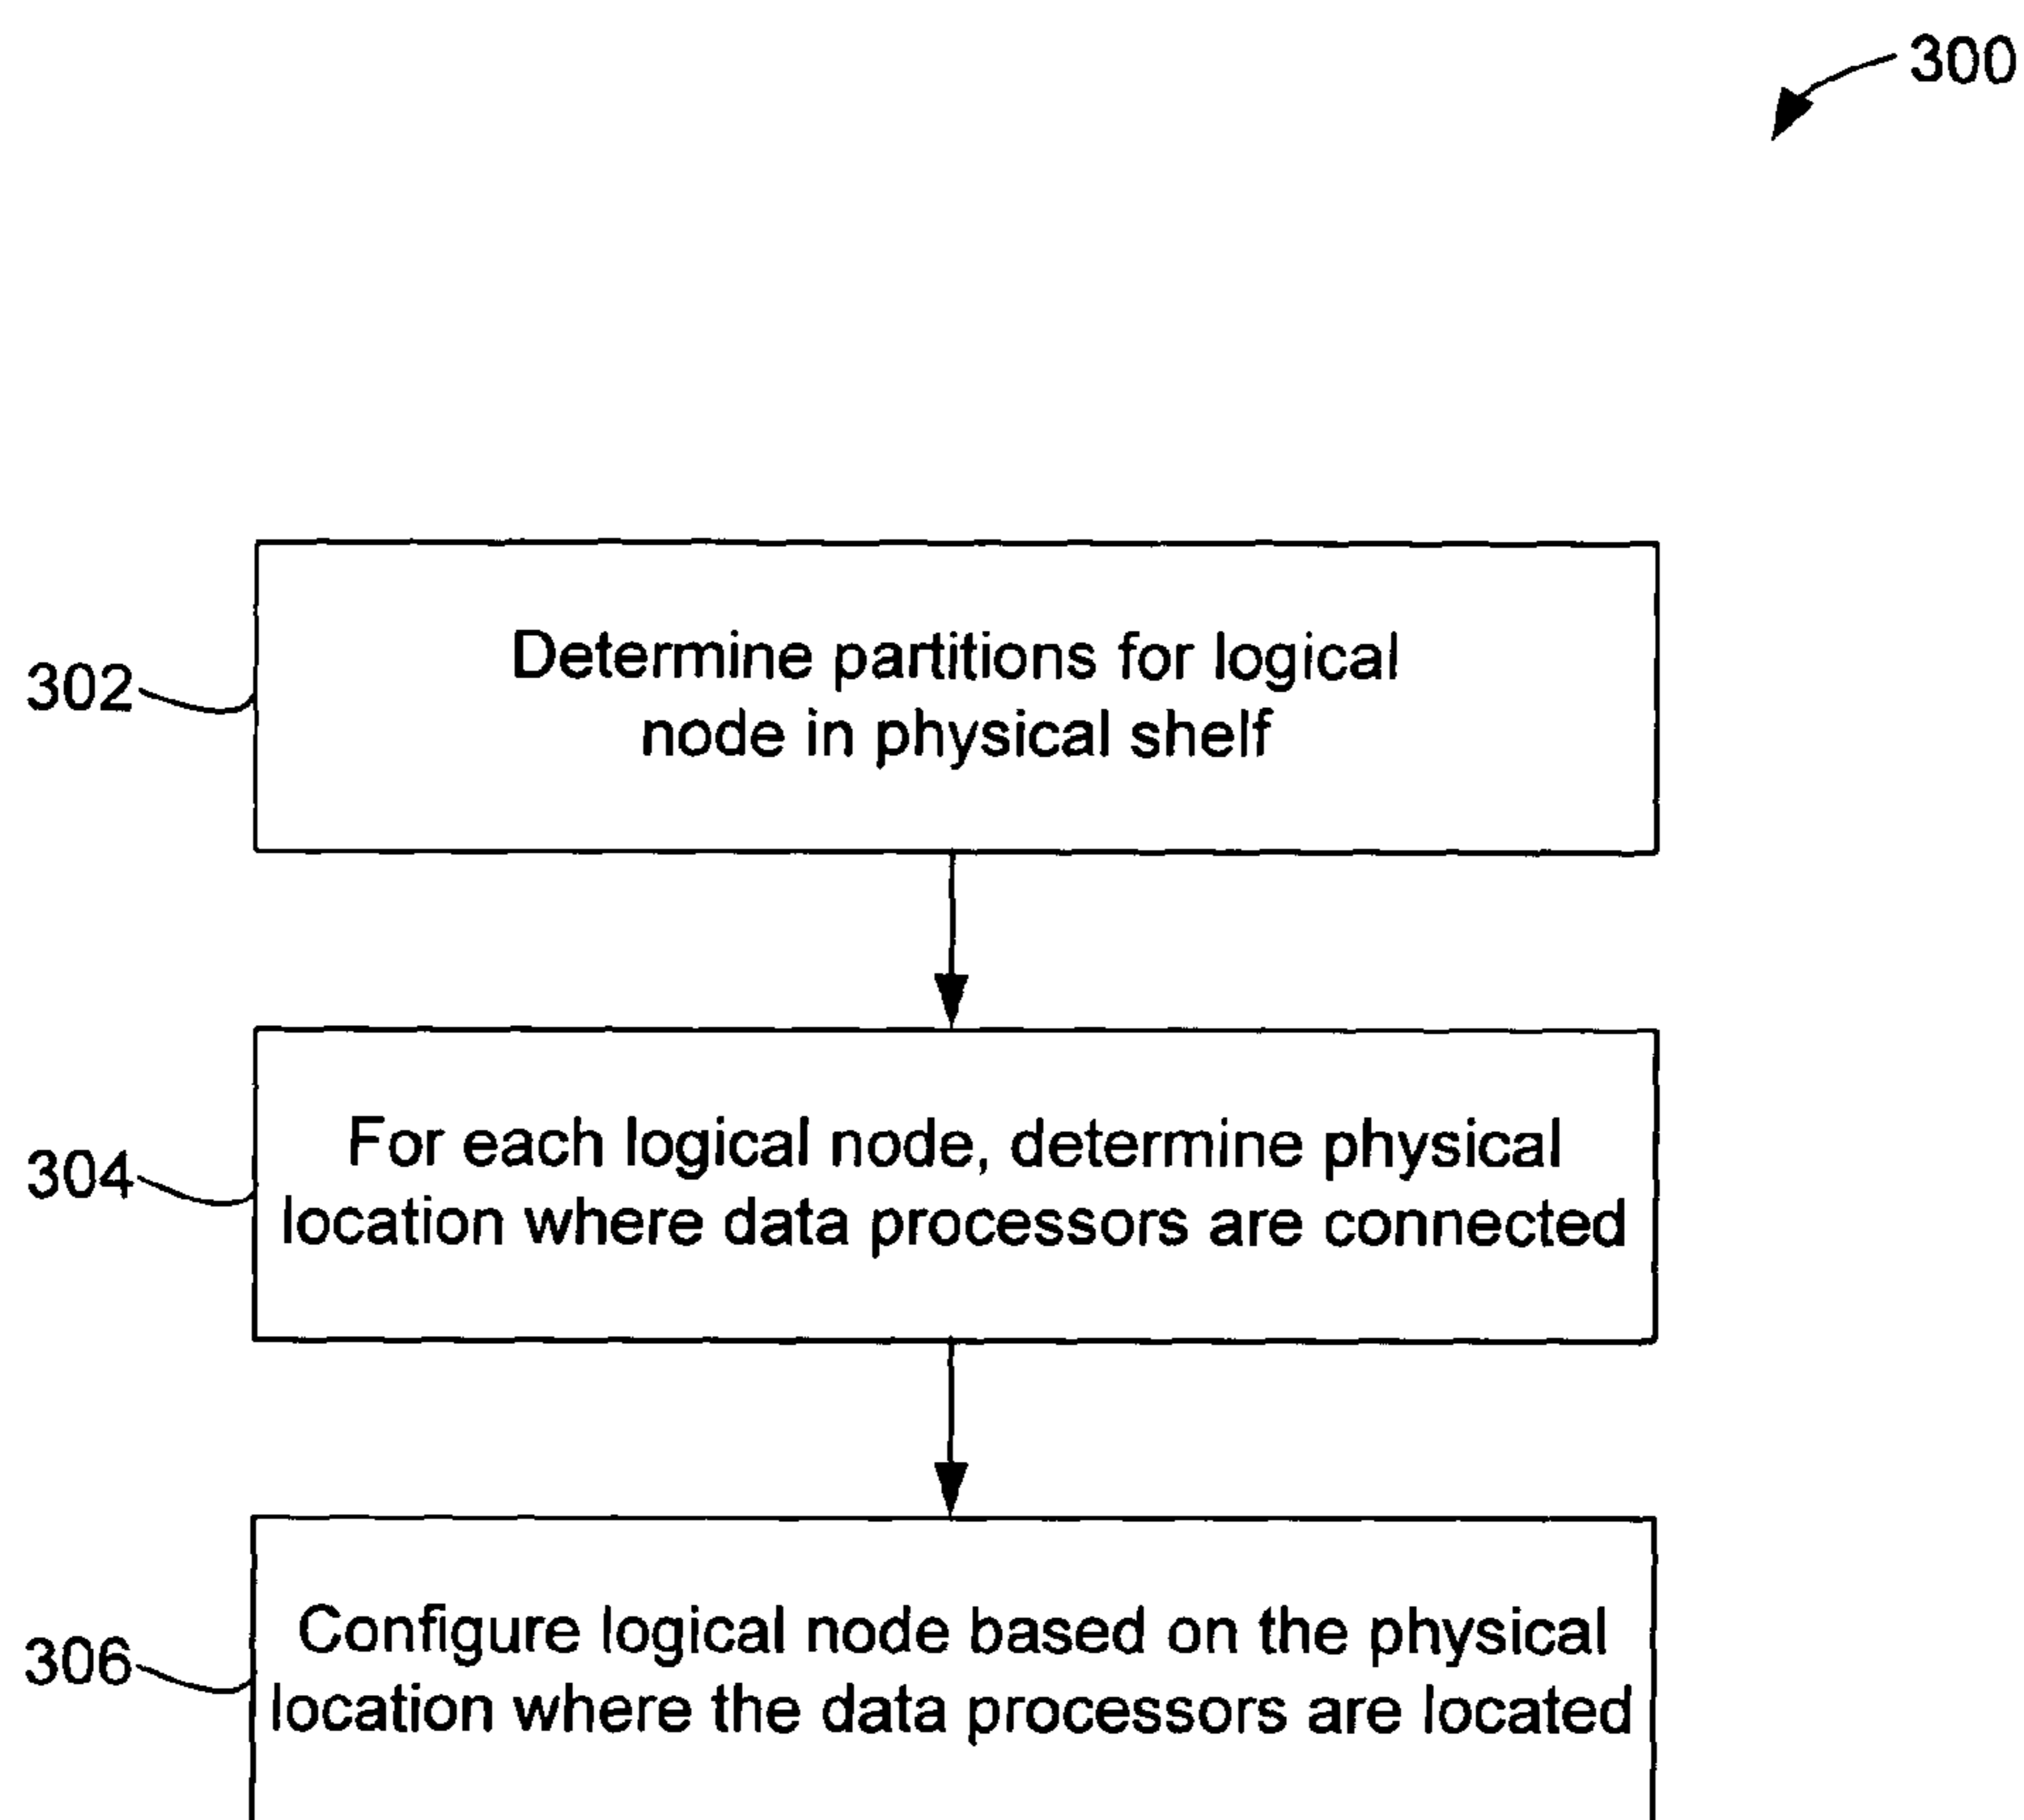 300
302
Determine partitions for logical
node in physical shelf
304
For each logical node, determine physical
location where data processors are connected
306
Configure logical node based on the physical
location where the data processors are located